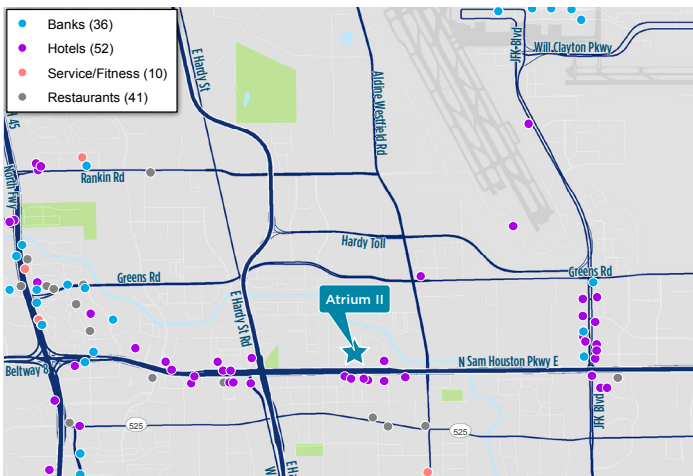 Banks (36)
Hotels (52)
Service/Fitness (10)
Restaurants (41)
E Hardy St
JFK Blvd
Will Clayton Pkwy
Aldine Westfield Rd
A 45
North Fwy
Rankin Rd
Hardy Toll
Greens Rd
Greens Rd
Atrium II
E Hardy St Rd
N Sam Houston Pkwy E
Beltway 8
JFK Blvd
525
525
W
E H